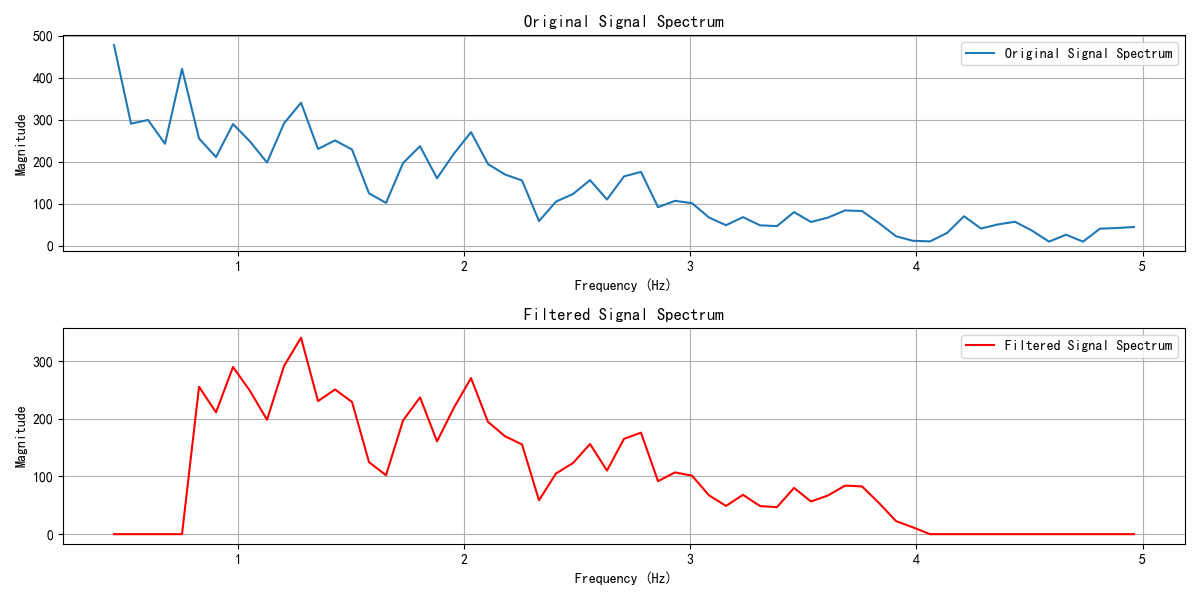 Original Signal Spectrum
500
400
300
200
100
0
Magnitude
Original Signal Spectrum
1 2 3 4 5
Frequency (Hz)
Filtered Signal Spectrum
300
200
100
0
Magnitude
Filtered Signal Spectrum
1 2 3 4 5
Frequency (Hz)